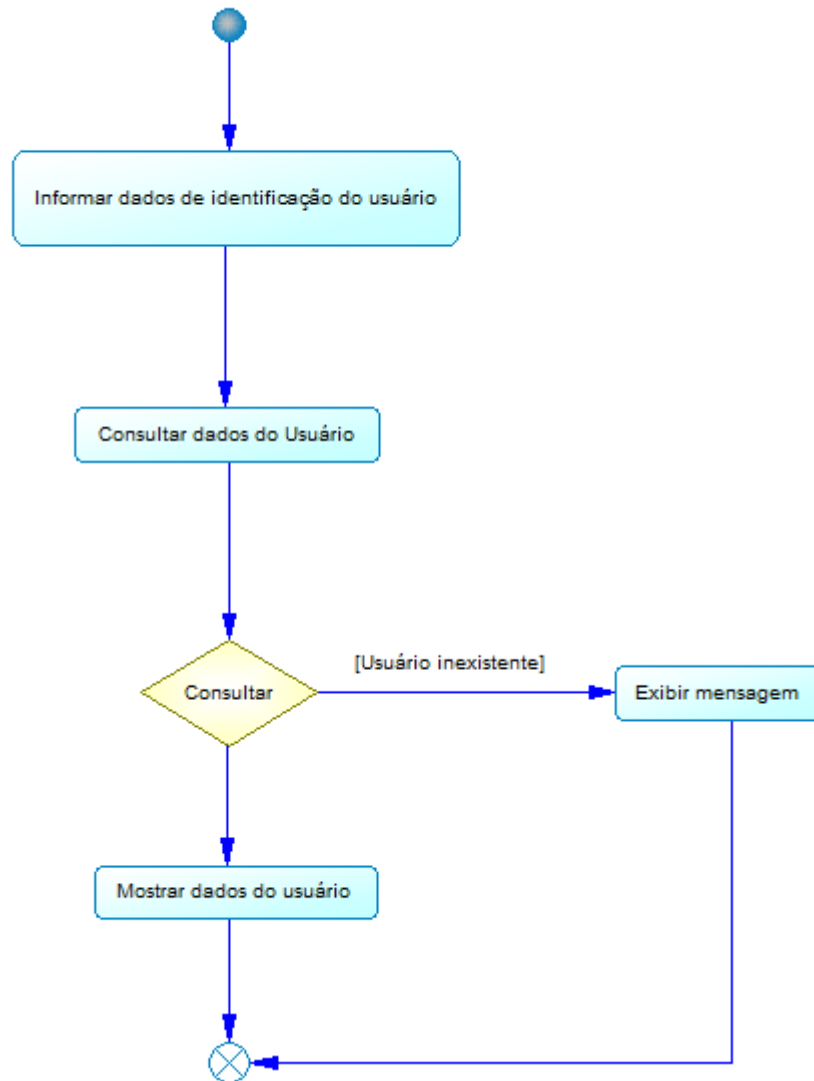 Informar dados de identificação do usuário
Consultar dados do Usuário
[Usuário inexistente]
Consultar
Exibir mensagem
Mostrar dados do usuário